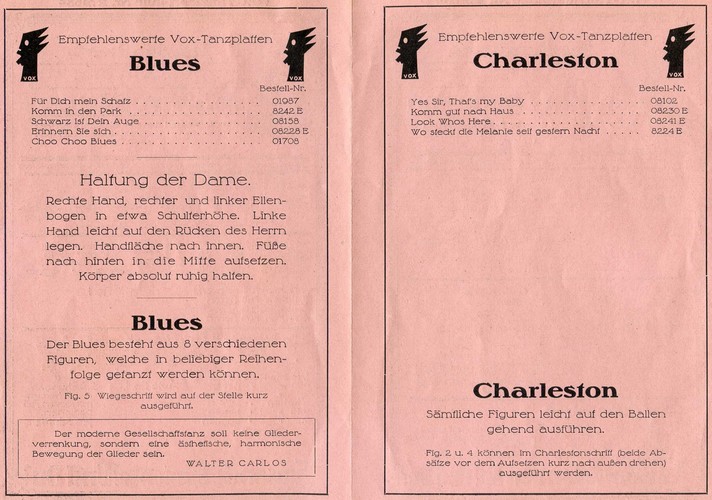 Empfehlenswerte Vox-Tanzplatten
Blues
VOX
VOX
Bestell-Nr.
Für Dich mein Schatz . . . . . . . . . . . . . . . 01987
Komm in den Park . . . . . . . . . . . . . . . . 8242 E
Schwarz ist Dein Auge . . . . . . . . . . . . . . 08158
Erinnern Sie sich . . . . . . . . . . . . . . . . . 08228 E
Choo Choo Blues . . . . . . . . . . . . . . . . . 01708
Haltung der Dame.
Rechte Hand, rechter und linker Ellen-
bogen in etwa Schulterhöhe. Linke
Hand leicht auf den Rücken des Herrn
legen. Handfläche nach innen. Füße
nach hinten in die Mitte aufsetzen.
Körper absolut ruhig halten.
Blues
Der Blues besteht aus 8 verschiedenen
Figuren, welche in beliebiger Reihen-
folge getanzt werden können.
Fig. 5 Wiegeschritt wird auf der Stelle kurz
ausgeführt.
Der moderne Gesellschaftstanz soll keine Glieder-
verrenkung, sondern eine ästhetische, harmonische
Bewegung der Glieder sein.
WALTER CARLOS
Empfehlenswerte Vox-Tanzplatten
Charleston
VOX
VOX
Bestell-Nr.
Yes Sir, That's my Baby . . . . . . . . . . . . . 08102
Komm gut nach Haus . . . . . . . . . . . . . . 08230 E
Look Whos Here . . . . . . . . . . . . . . . . . 08241 E
Wo steckt die Melanie seit gestern Nacht . . . . . 8224 E
Charleston
Sämtliche Figuren leicht auf den Ballen
gehend ausführen.
Fig. 2 u. 4 können im Charlestonschritt (beide Ab-
sätze vor dem Aufsetzen kurz nach außen drehen)
ausgeführt werden.